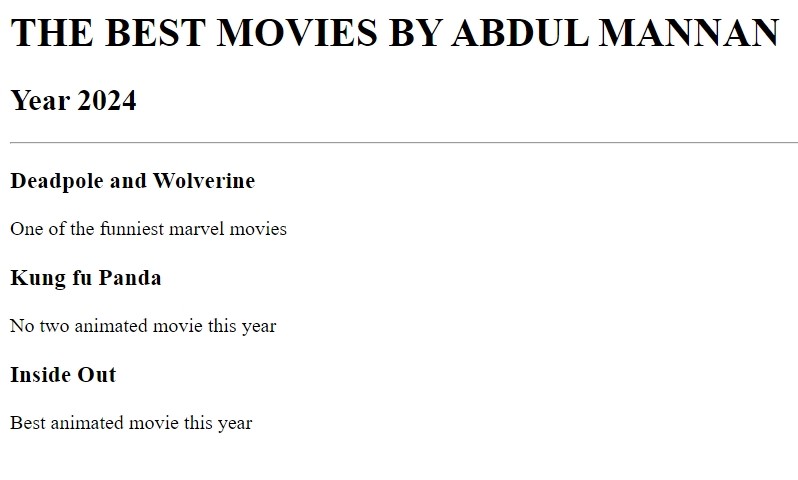 THE BEST MOVIES BY ABDUL MANNAN
Year 2024
Deadpole and Wolverine
One of the funniest marvel movies
Kung fu Panda
No two animated movie this year
Inside Out
Best animated movie this year